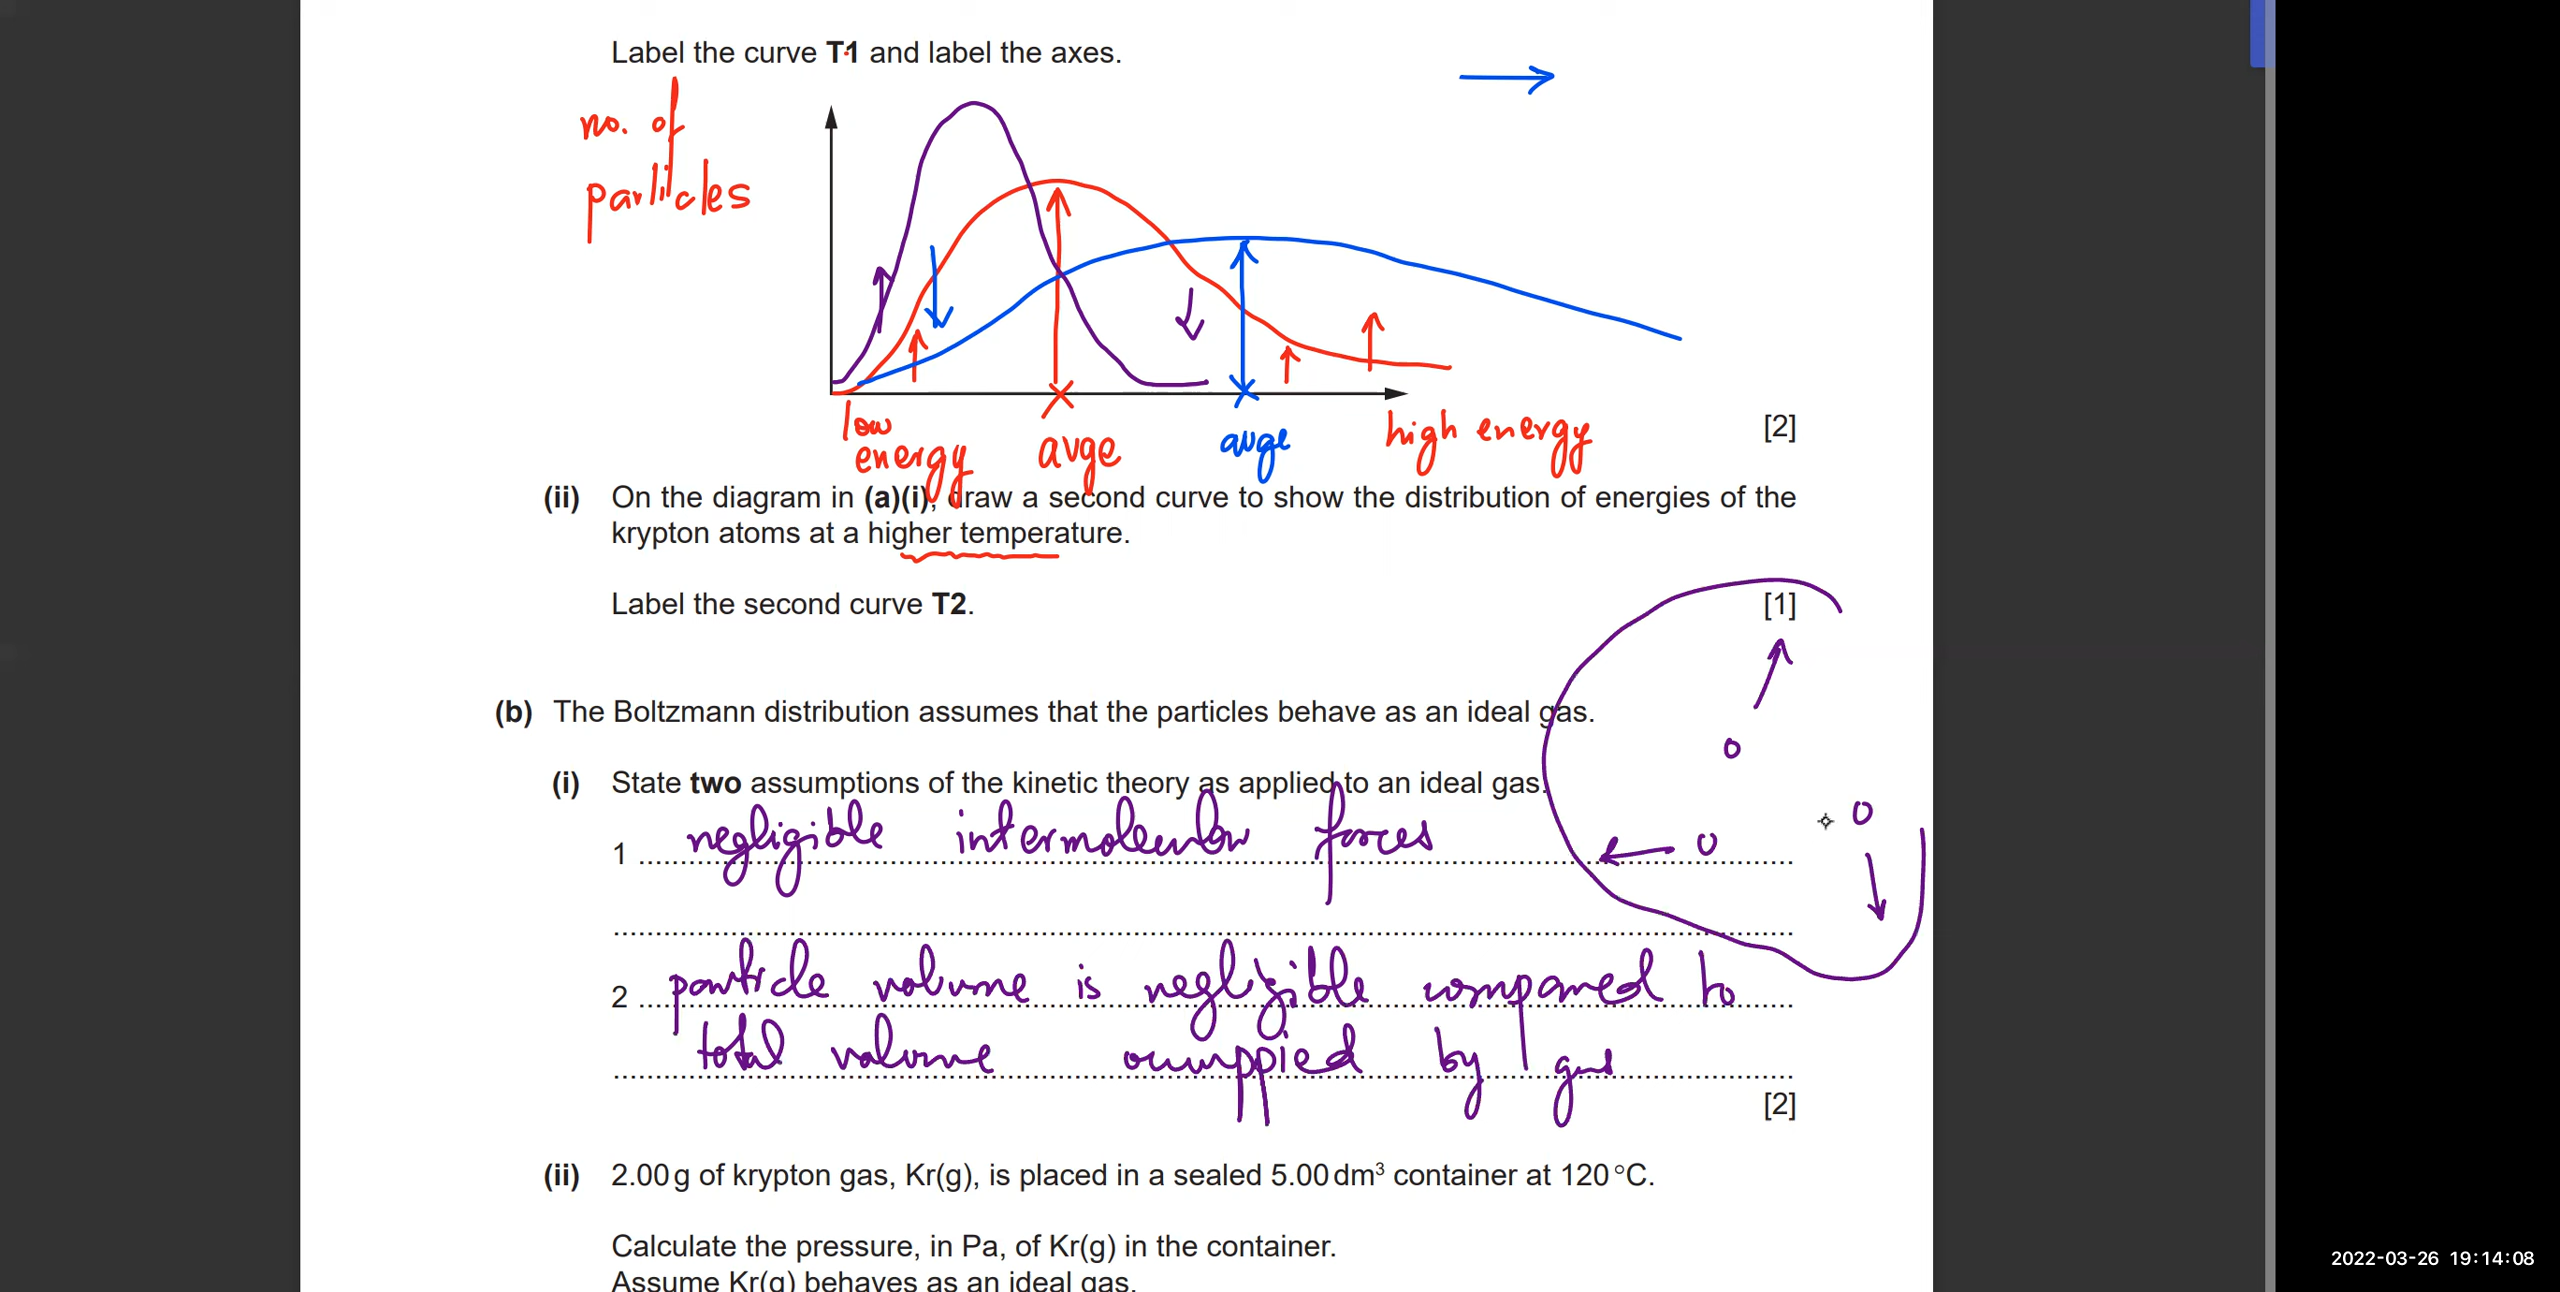 Label the curve T1 and label the axes.
no. of
particles
low
energy
avge
avge
high energy
[2]
(ii) On the diagram in (a)(i), draw a second curve to show the distribution of energies of the
krypton atoms at a higher temperature.
Label the second curve T2.
[1]
(b) The Boltzmann distribution assumes that the particles behave as an ideal gas.
(i) State two assumptions of the kinetic theory as applied to an ideal gas.
1 negligible intermolecular forces
2 particle volume is negligible compared to
total volume occuppied by gas
[2]
(ii) 2.00 g of krypton gas, Kr(g), is placed in a sealed 5.00 dm³ container at 120 °C.
Calculate the pressure, in Pa, of Kr(g) in the container.
Assume Kr(g) behaves as an ideal gas.
2022-03-26 19:14:08